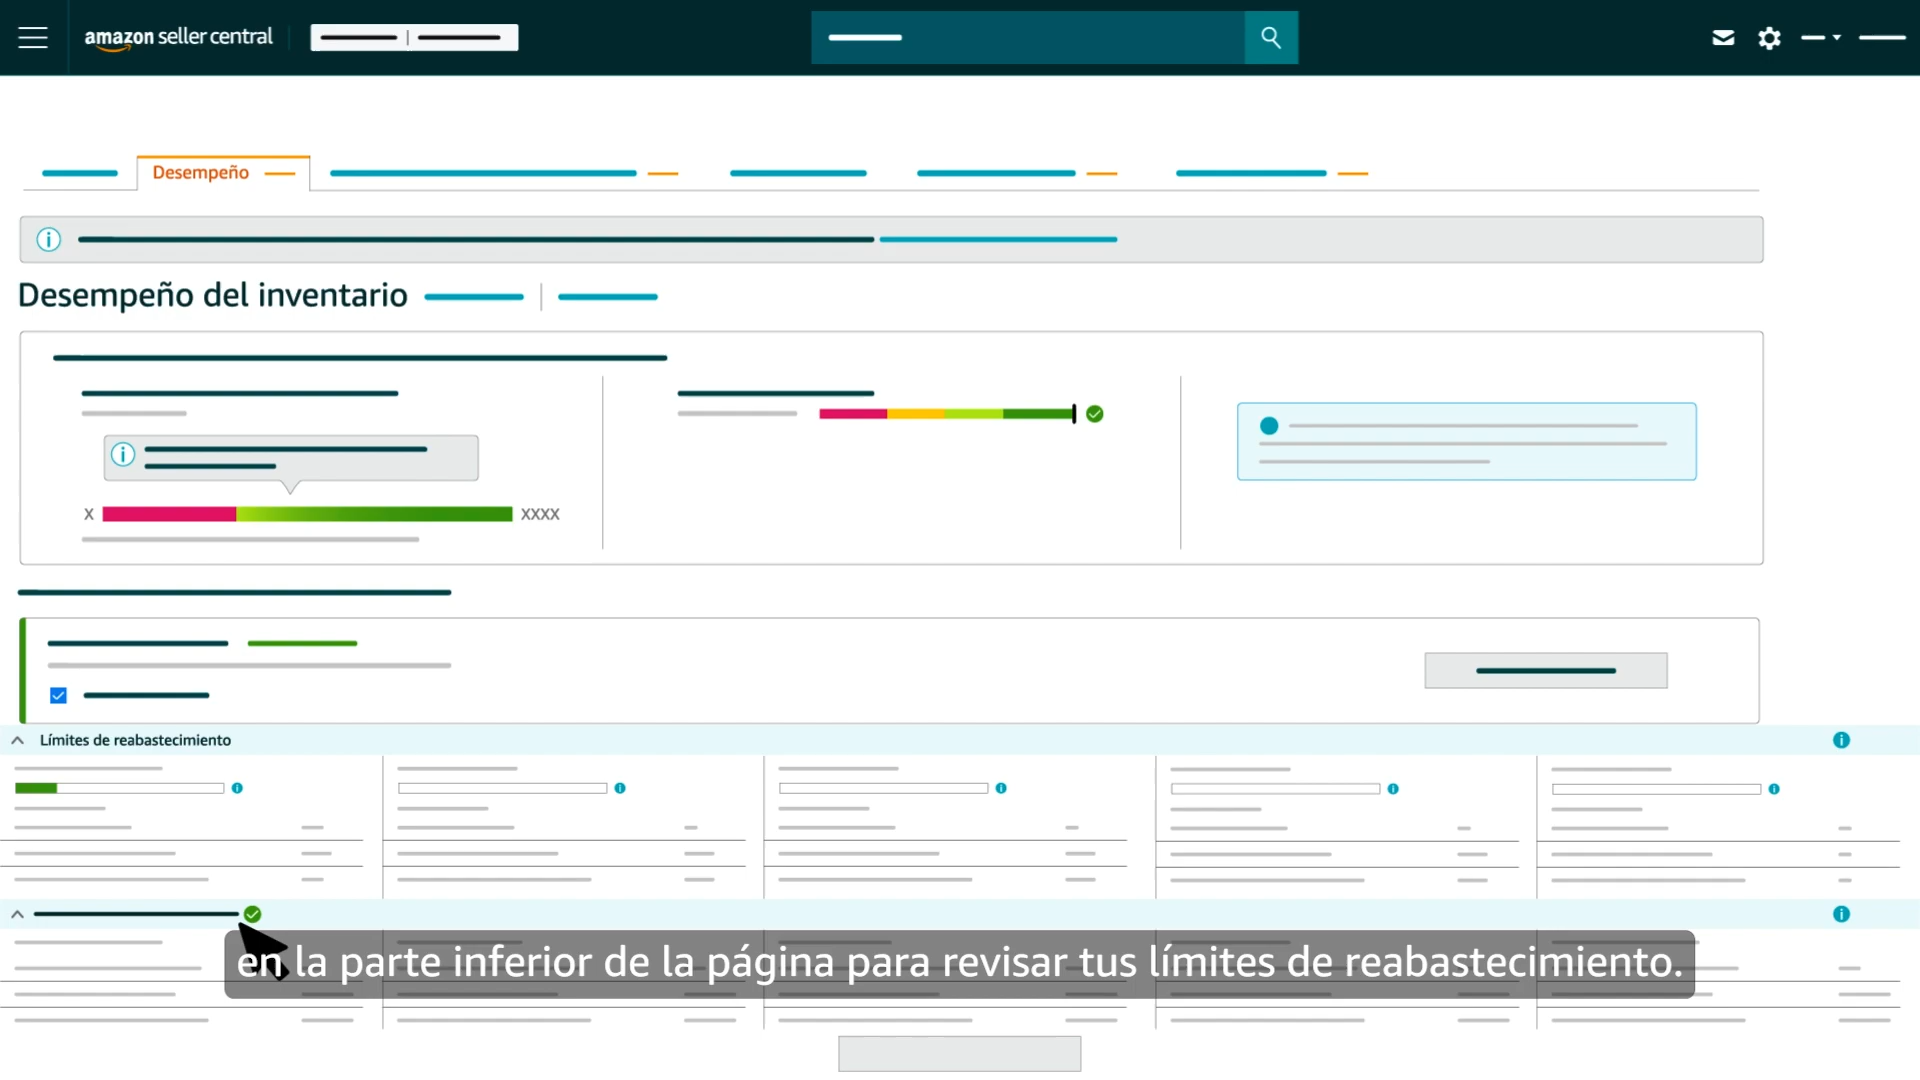 amazon seller central
Desempeño
Desempeño del inventario
X
XXXX
Límites de reabastecimiento
en la parte inferior de la página para revisar tus límites de reabastecimiento.